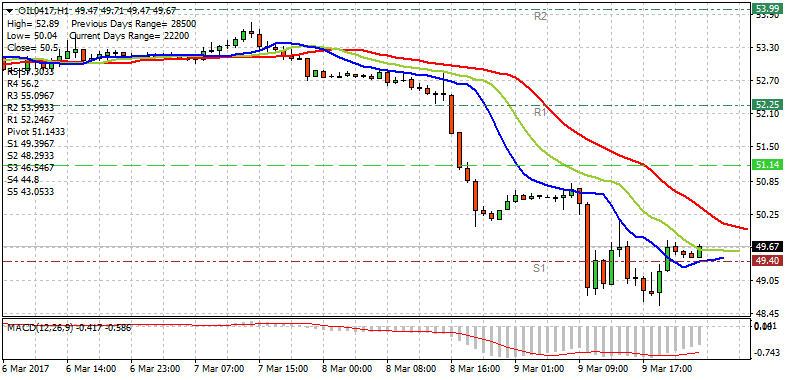 OIL0417,H1 49.47 49.71 49.47 49.67
High= 52.89 Previous Days Range= 28500
Low= 50.04 Current Days Range= 22200
Close= 50.5
R4 56.2
R3 55.0967
R2 53.9933
R1 52.2467
Pivot 51.1433
S1 49.3967
S2 48.2933
S3 46.5467
S4 44.8
S5 43.0533
R2
R1
S1
53.99
53.90
53.30
52.70
52.25
52.10
51.50
51.14
50.85
50.25
49.67
49.40
49.05
48.45
MACD(12,26,9) -0.417 -0.586
-0.743
6 Mar 2017
6 Mar 14:00
6 Mar 23:00
7 Mar 07:00
7 Mar 15:00
8 Mar 00:00
8 Mar 08:00
8 Mar 16:00
9 Mar 01:00
9 Mar 09:00
9 Mar 17:00